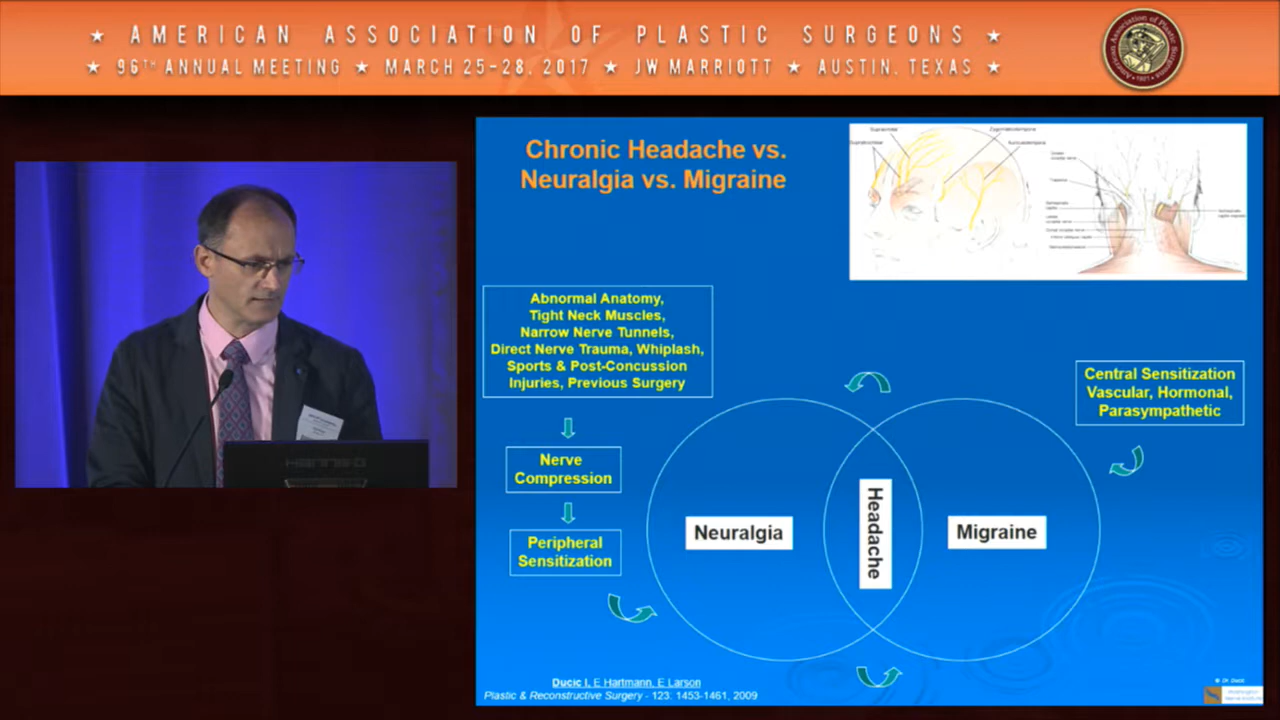 ★ AMERICAN ASSOCIATION OF PLASTIC SURGEONS ★
★ 96TH ANNUAL MEETING ★ MARCH 25-28, 2017 ★ JW MARRIOTT ★ AUSTIN, TEXAS ★
Chronic Headache vs.
Neuralgia vs. Migraine
Abnormal Anatomy,
Tight Neck Muscles,
Narrow Nerve Tunnels,
Direct Nerve Trauma, Whiplash,
Sports & Post-Concussion
Injuries, Previous Surgery
Nerve
Compression
Peripheral
Sensitization
Central Sensitization
Vascular, Hormonal,
Parasympathetic
Neuralgia
Headache
Migraine
Ducic I, E Hartmann, E Larson
Plastic & Reconstructive Surgery - 123: 1453-1461, 2009